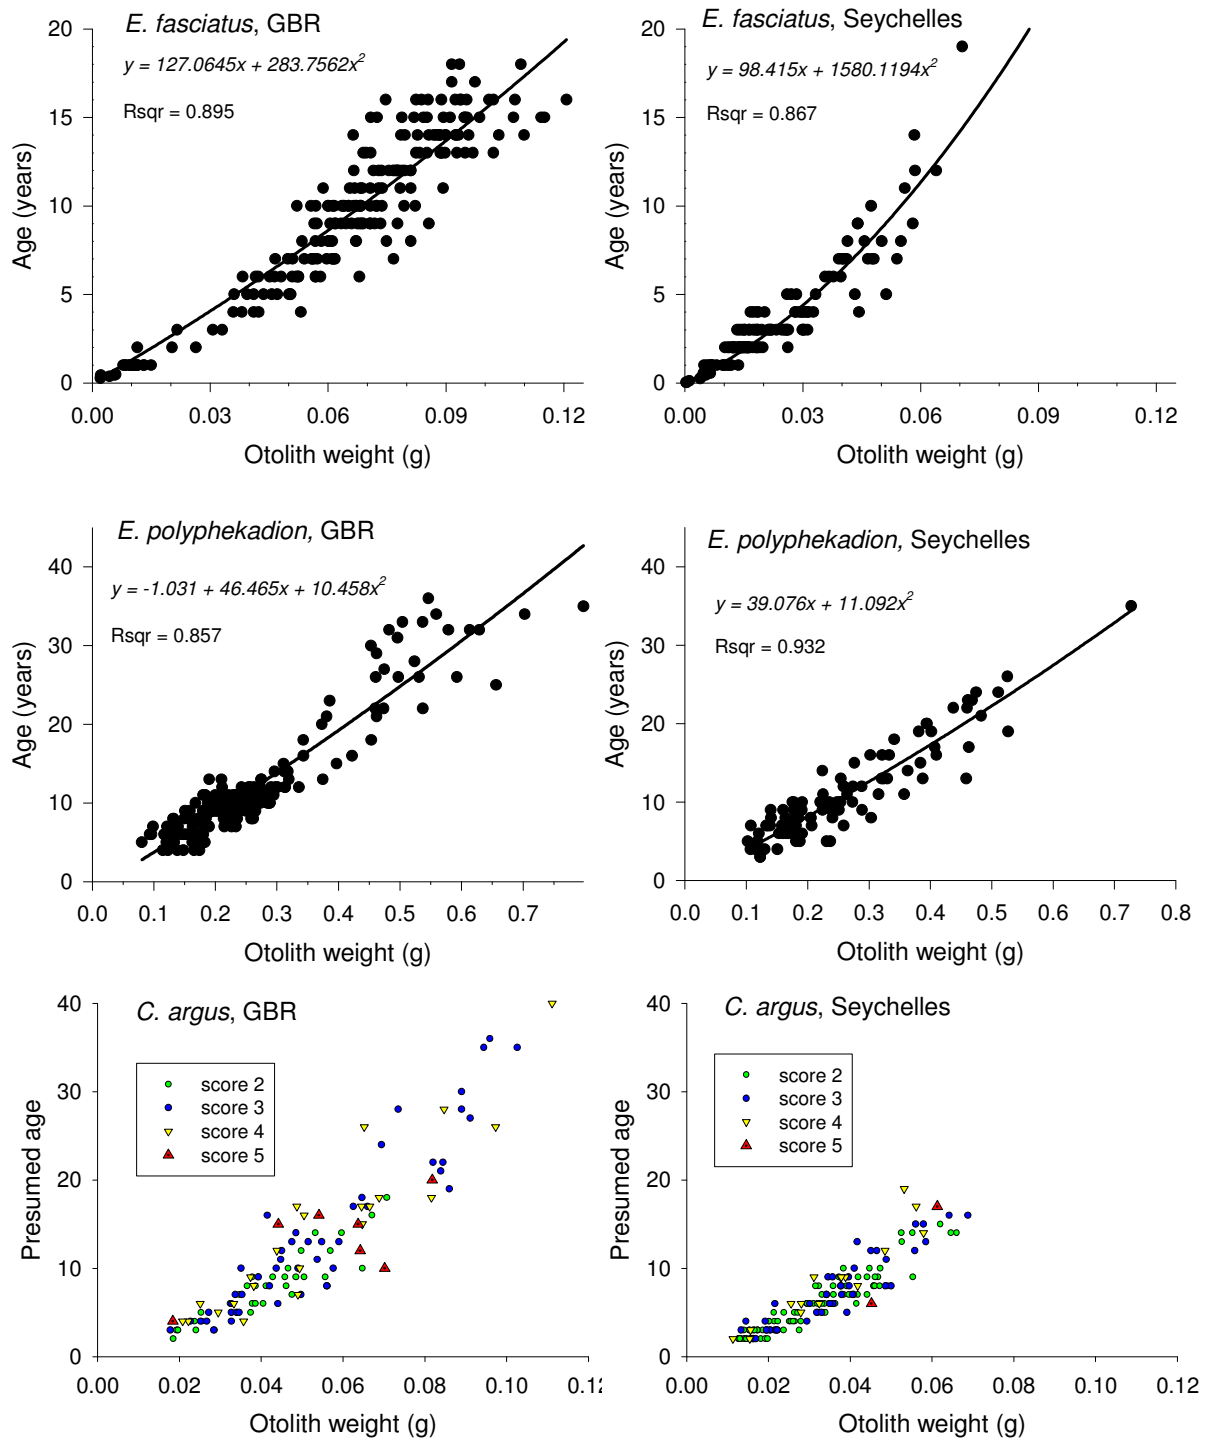 E. fasciatus, GBR
y = 127.0645x + 283.7562x²
Rsqr = 0.895
Age (years)
20
15
10
5
0
0.00 0.03 0.06 0.09 0.12
Otolith weight (g)
E. fasciatus, Seychelles
y = 98.415x + 1580.1194x²
Rsqr = 0.867
Age (years)
20
15
10
5
0
0.00 0.03 0.06 0.09 0.12
Otolith weight (g)
E. polyphekadion, GBR
y = -1.031 + 46.465x + 10.458x²
Rsqr = 0.857
Age (years)
40
30
20
10
0
0.0 0.1 0.2 0.3 0.4 0.5 0.6 0.7
Otolith weight (g)
E. polyphekadion, Seychelles
y = 39.076x + 11.092x²
Rsqr = 0.932
Age (years)
40
30
20
10
0
0.0 0.1 0.2 0.3 0.4 0.5 0.6 0.7 0.8
Otolith weight (g)
C. argus, GBR
score 2
score 3
score 4
score 5
Presumed age
40
30
20
10
0
0.00 0.02 0.04 0.06 0.08 0.10 0.12
Otolith weight (g)
C. argus, Seychelles
score 2
score 3
score 4
score 5
Presumed age
40
30
20
10
0
0.00 0.02 0.04 0.06 0.08 0.10 0.12
Otolith weight (g)